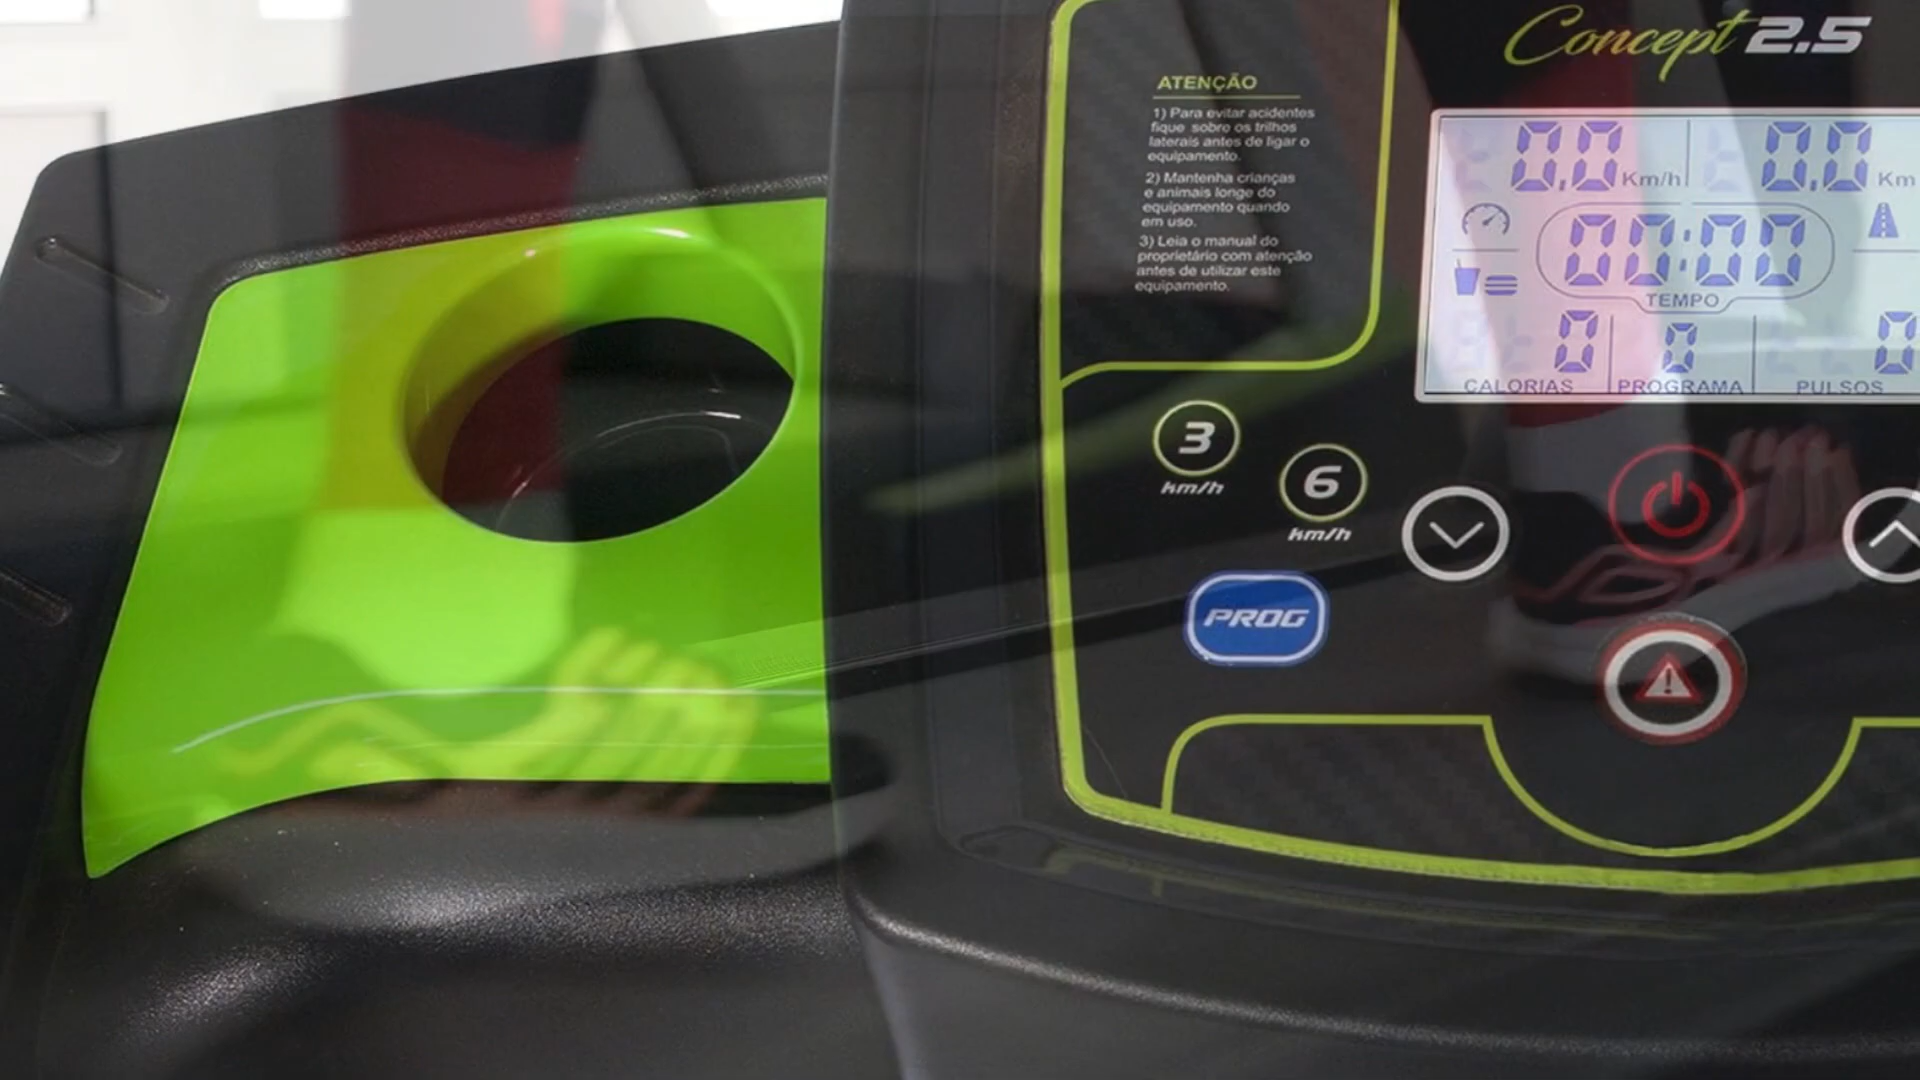 Concept 2.5
ATENÇÃO
1) Para evitar acidentes
fique sobre os trilhos
laterais antes de ligar o
equipamento.
2) Mantenha crianças
e animais longe do
equipamento quando
em uso.
3) Leia o manual do
proprietário com atenção
antes de utilizar este
equipamento.
0.0 Km/h
0.0 Km
00:00
TEMPO
0
0
0
CALORIAS
PROGRAMA
PULSOS
3
km/h
6
km/h
PROG